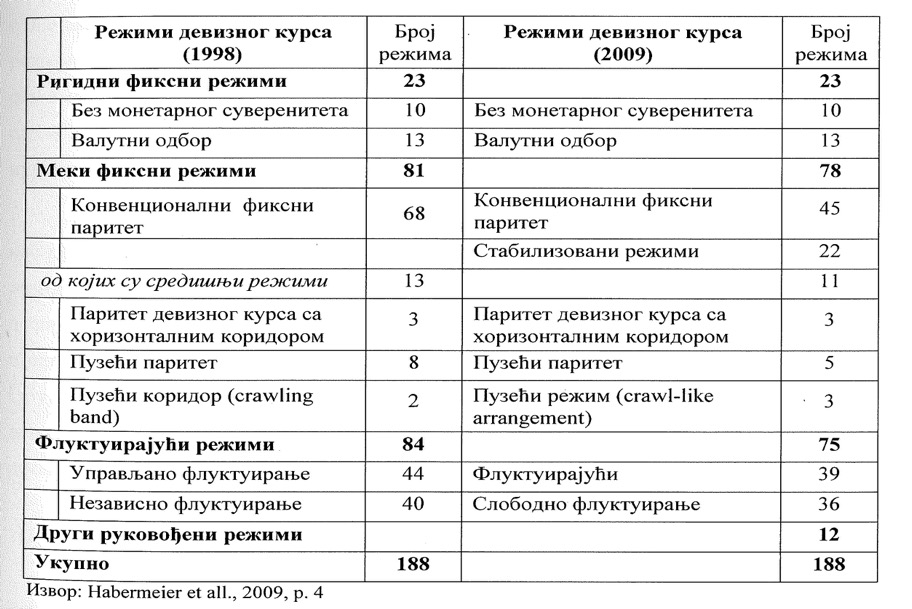 Режими девизног курса (1998) Број режима Режими девизног курса (2009) Број режима
Ригидни фиксни режими 23 23
Без монетарног суверенитета 10 Без монетарног суверенитета 10
Валутни одбор 13 Валутни одбор 13
Меки фиксни режими 81 78
Конвенционални фиксни паритет 68 Конвенционални фиксни паритет 45
Стабилизовани режими 22
од којих су средишњи режими 13 11
Паритет девизног курса са хоризонталним коридором 3 Паритет девизног курса са хоризонталним коридором 3
Пузећи паритет 8 Пузећи паритет 5
Пузећи коридор (crawling band) 2 Пузећи режим (crawl-like arrangement) 3
Флуктуирајући режими 84 75
Управљано флуктуирање 44 Флуктуирајући 39
Независно флуктуирање 40 Слободно флуктуирање 36
Други руковођени режими 12
Укупно 188 188
Извор: Habermeier et all., 2009, p. 4